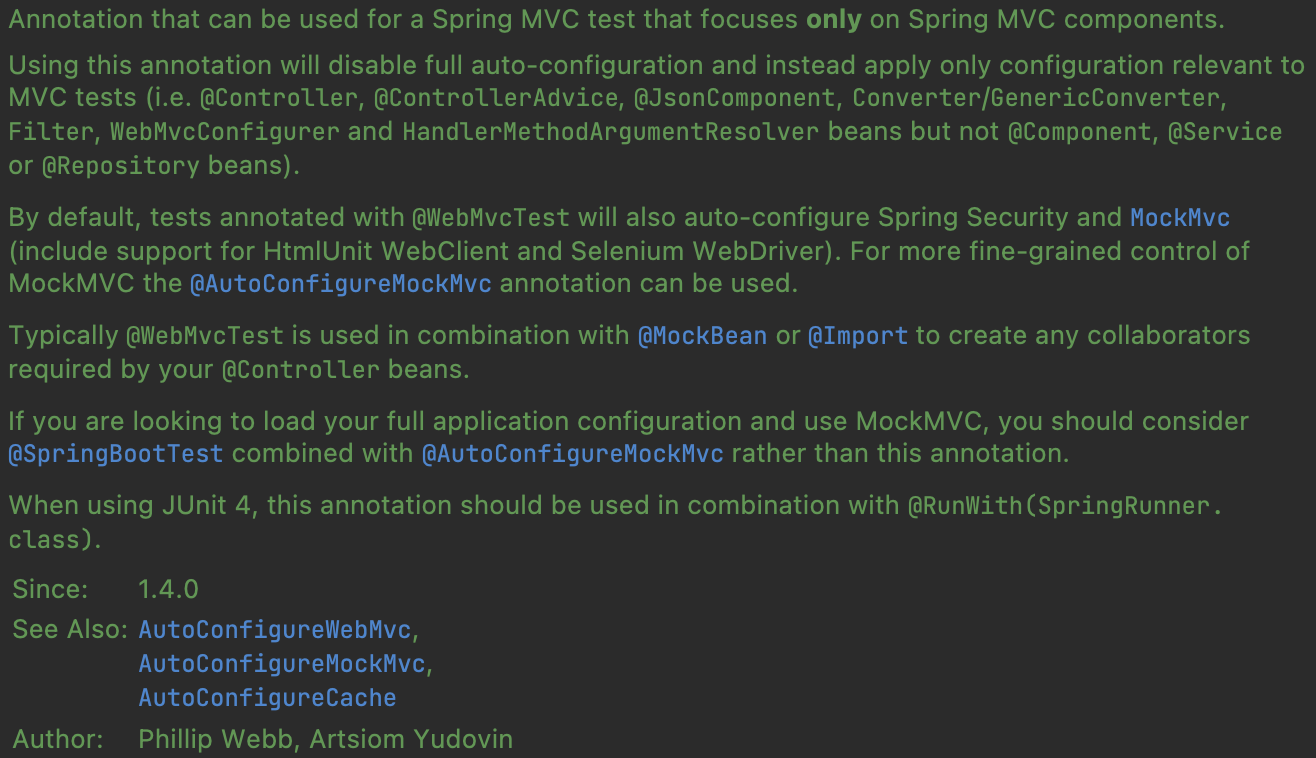 Annotation that can be used for a Spring MVC test that focuses only on Spring MVC components.
Using this annotation will disable full auto-configuration and instead apply only configuration relevant to
MVC tests (i.e. @Controller, @ControllerAdvice, @JsonComponent, Converter/GenericConverter,
Filter, WebMvcConfigurer and HandlerMethodArgumentResolver beans but not @Component, @Service
or @Repository beans).
By default, tests annotated with @WebMvcTest will also auto-configure Spring Security and MockMvc
(include support for HtmlUnit WebClient and Selenium WebDriver). For more fine-grained control of
MockMVC the @AutoConfigureMockMvc annotation can be used.
Typically @WebMvcTest is used in combination with @MockBean or @Import to create any collaborators
required by your @Controller beans.
If you are looking to load your full application configuration and use MockMVC, you should consider
@SpringBootTest combined with @AutoConfigureMockMvc rather than this annotation.
When using JUnit 4, this annotation should be used in combination with @RunWith(SpringRunner.
class).
Since: 1.4.0
See Also: AutoConfigureWebMvc,
AutoConfigureMockMvc,
AutoConfigureCache
Author: Phillip Webb, Artsiom Yudovin